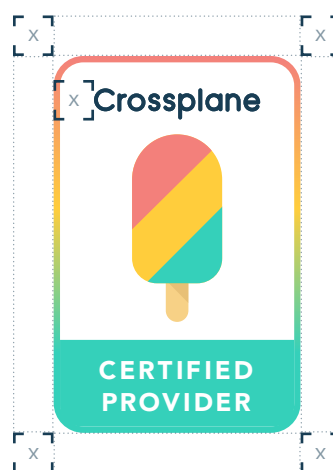 x x
x Crossplane
CERTIFIED
PROVIDER
x x